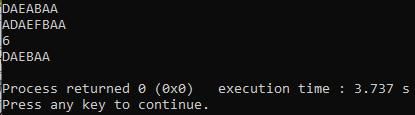 DAEABAA
ADAEFBAA
6
DAEBAA
Process returned 0 (0x0)   execution time : 3.737 s
Press any key to continue.